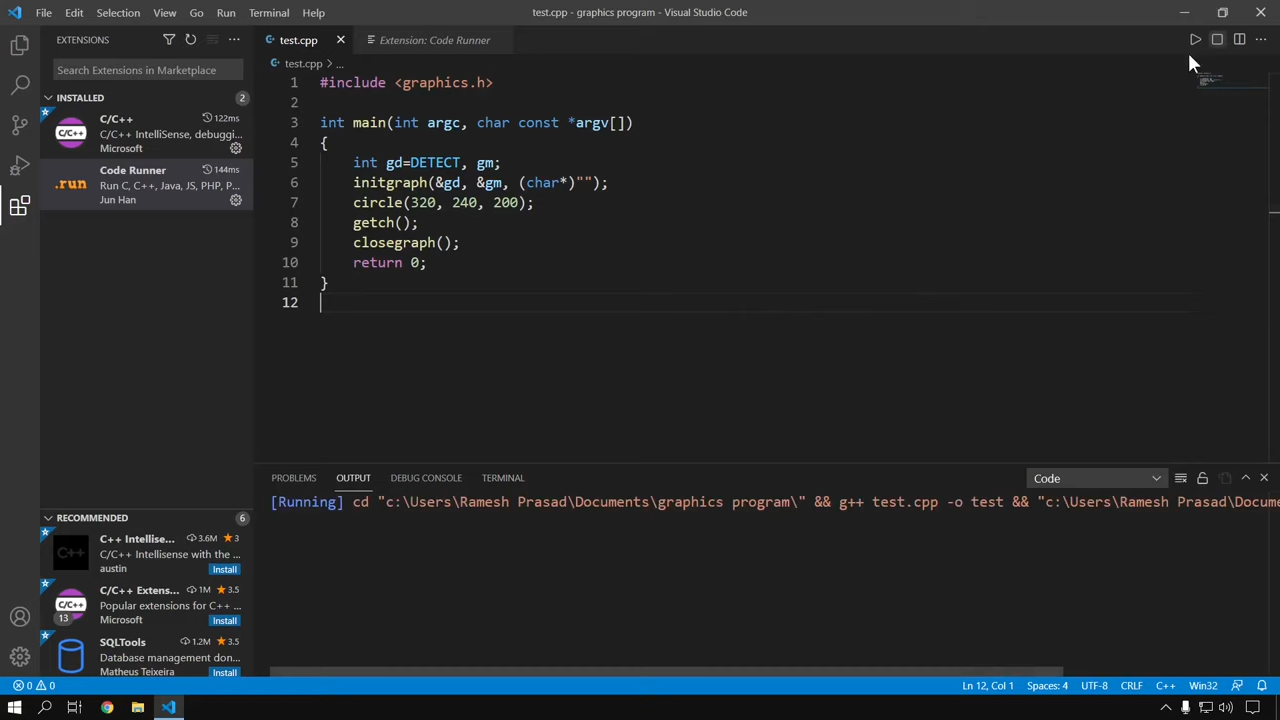 File Edit Selection View Go Run Terminal Help
test.cpp - graphics program - Visual Studio Code
EXTENSIONS
Search Extensions in Marketplace
INSTALLED 2
C/C++ 122ms
C/C++ IntelliSense, debuggi...
Microsoft
Code Runner 144ms
.run
Run C, C++, Java, JS, PHP, P...
Jun Han
RECOMMENDED 6
C++ Intellise... 3.6M 3
C/C++ Intellisense with the ...
austin Install
C/C++ Extens... 1M 3.5
13
Popular extensions for C++ ...
Microsoft Install
SQLTools 1.2M 3.5
Database management don...
Matheus Teixeira Install
test.cpp Extension: Code Runner
test.cpp > ...
1 #include <graphics.h>
2
3 int main(int argc, char const *argv[])
4 {
5 int gd=DETECT, gm;
6 initgraph(&gd, &gm, (char*)"");
7 circle(320, 240, 200);
8 getch();
9 closegraph();
10 return 0;
11 }
12
PROBLEMS OUTPUT DEBUG CONSOLE TERMINAL Code
[Running] cd "c:\Users\Ramesh Prasad\Documents\graphics program\" && g++ test.cpp -o test && "c:\Users\Ramesh Prasad\Docume
0 0 Ln 12, Col 1 Spaces: 4 UTF-8 CRLF C++ Win32